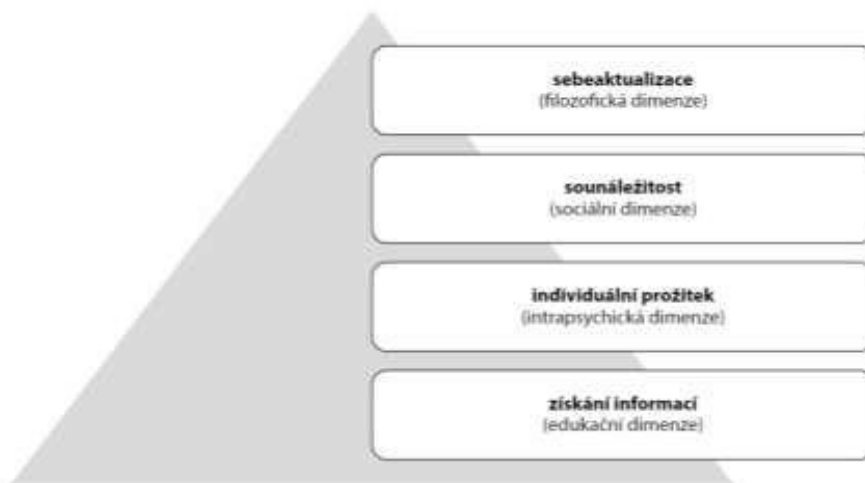 sebeaktualizace
(filozofická dimenze)
sounáležitost
(sociální dimenze)
individuální prožitek
(intrapsychická dimenze)
získání informací
(edukační dimenze)